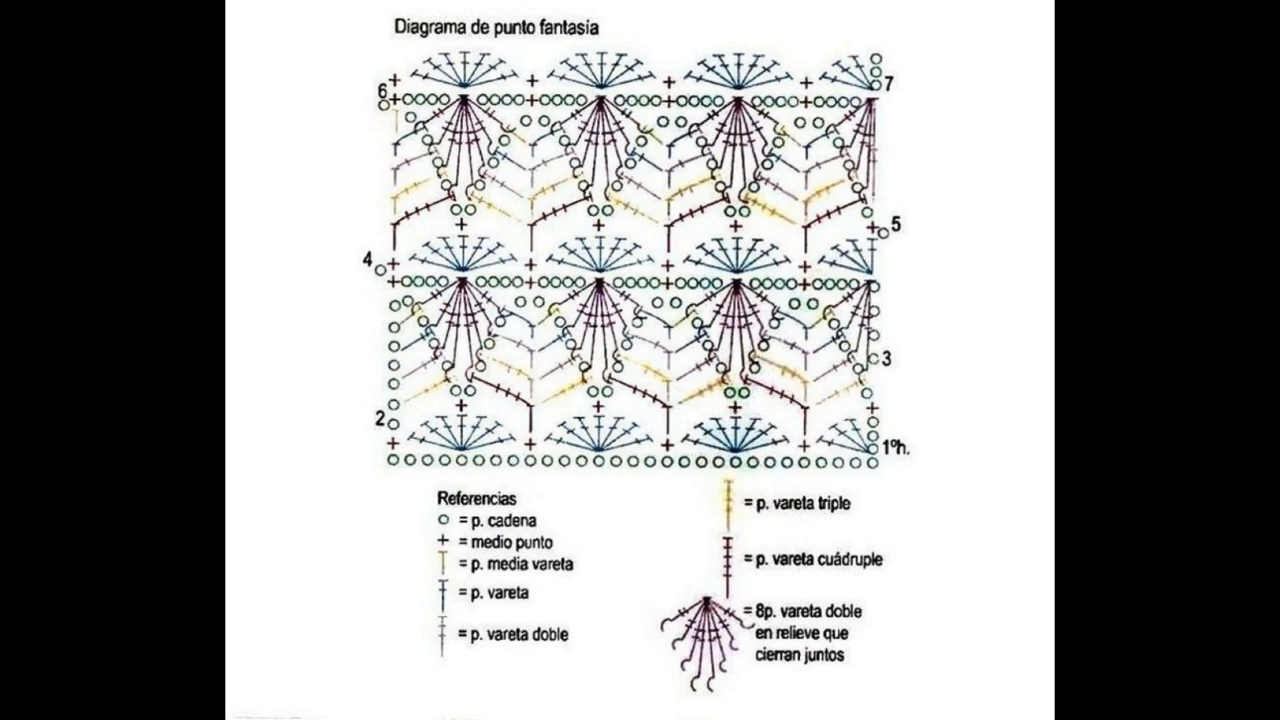 Diagrama de punto fantasía
6
7
5
4
3
2
1ºh.
Referencias
= p. cadena
= medio punto
= p. media vareta
= p. vareta
= p. vareta doble
= p. vareta triple
= p. vareta cuádruple
= 8p. vareta doble
en relieve que
cierran juntos